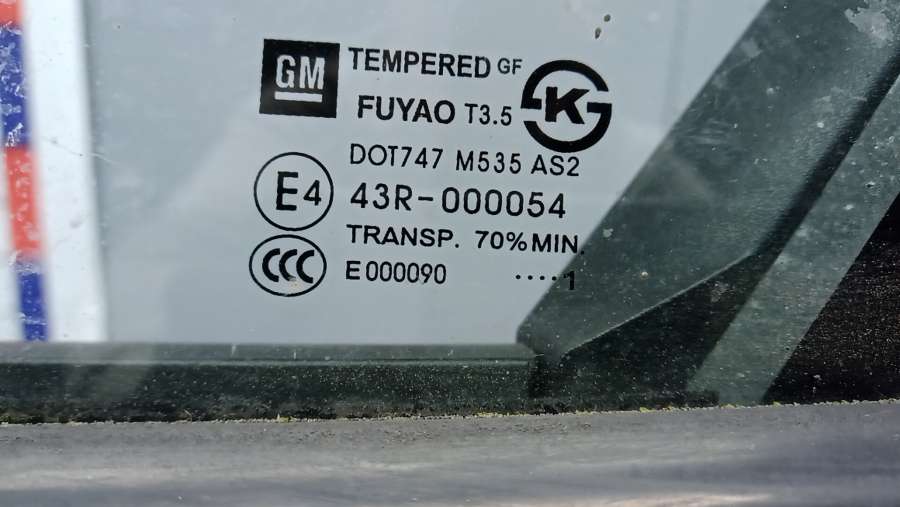 GM TEMPERED GF
FUYAO T3.5 K
DOT747 M535 AS2
E4 43R-000054
TRANSP. 70% MIN.
CCC E000090 ....1